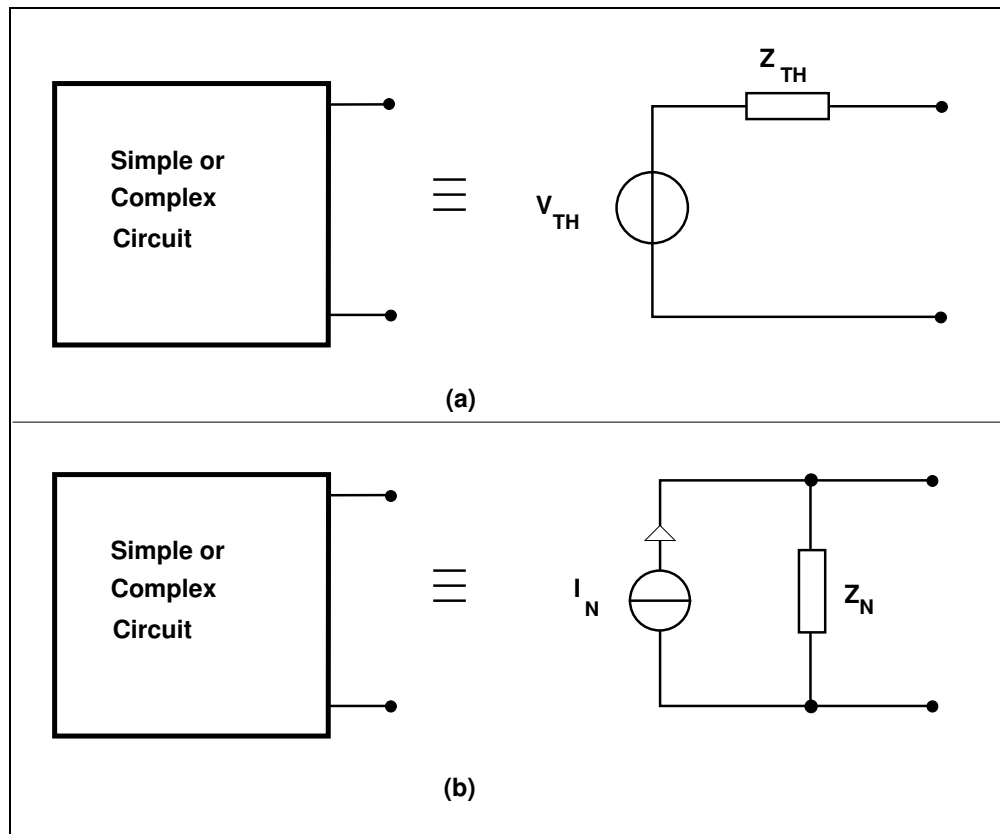 Simple or
Complex
Circuit
V TH
Z TH
(a)
Simple or
Complex
Circuit
I N
Z N
(b)